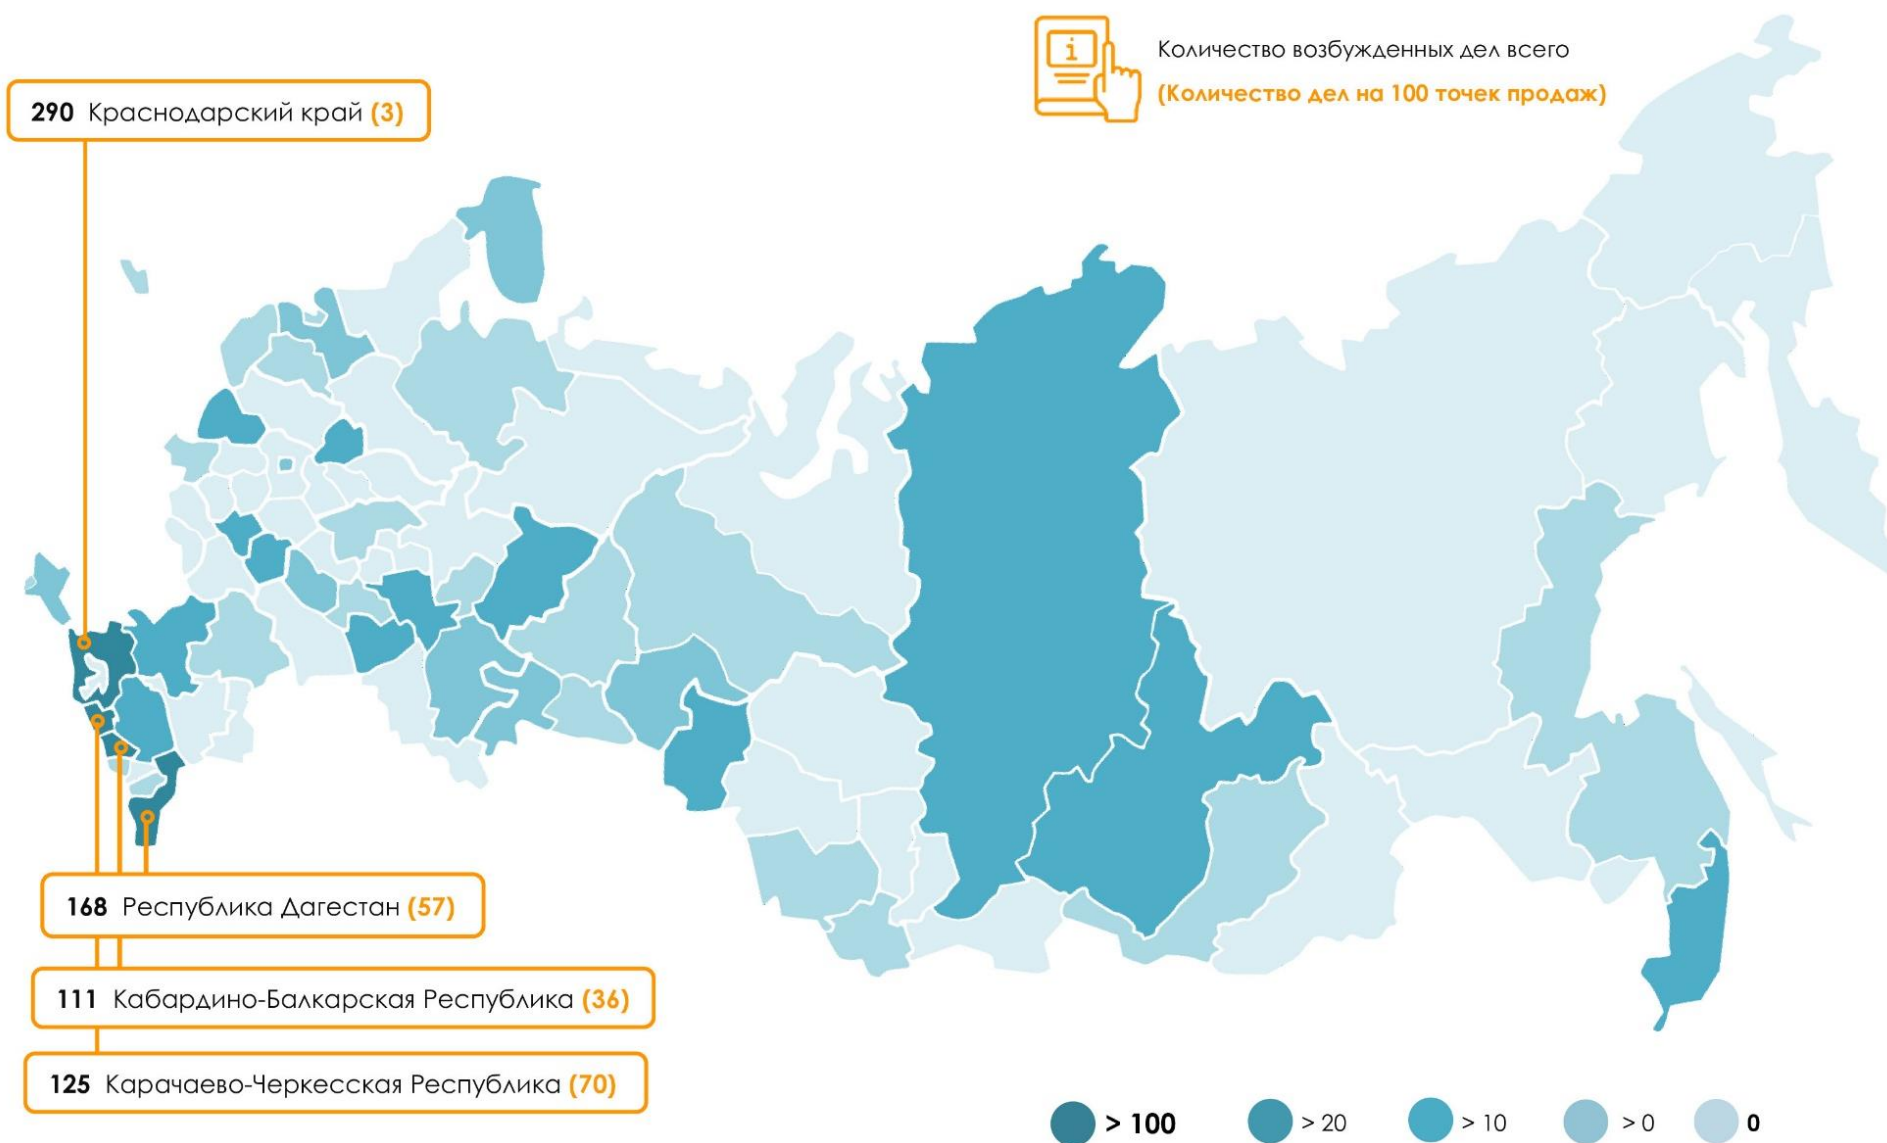 i
Количество возбужденных дел всего
(Количество дел на 100 точек продаж)
290 Краснодарский край (3)
168 Республика Дагестан (57)
111 Кабардино-Балкарская Республика (36)
125 Карачаево-Черкесская Республика (70)
> 100 > 20 > 10 > 0 0